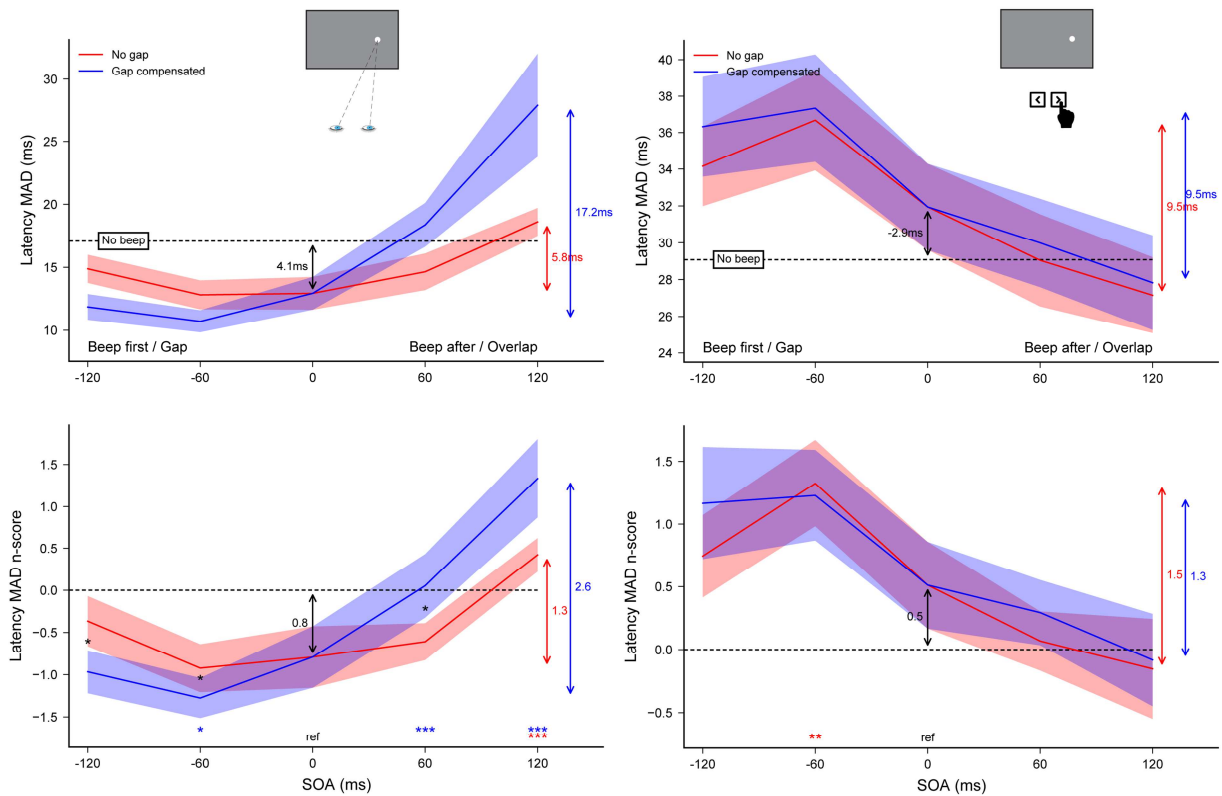 No gap
Gap compensated
Latency MAD (ms)
30
25
20
15
10
No beep
4.1ms
17.2ms
5.8ms
Beep first / Gap
Beep after / Overlap
-120
-60
0
60
120
No gap
Gap compensated
Latency MAD (ms)
40
38
36
34
32
30
28
26
24
No beep
-2.9ms
9.5ms
9.5ms
Beep first / Gap
Beep after / Overlap
-120
-60
0
60
120
Latency MAD n-score
1.5
1.0
0.5
0.0
−0.5
−1.0
−1.5
0.8
*
*
*
1.3
2.6
*
ref
***
***
***
-120
-60
0
60
120
SOA (ms)
Latency MAD n-score
1.5
1.0
0.5
0.0
−0.5
0.5
1.5
1.3
**
ref
-120
-60
0
60
120
SOA (ms)